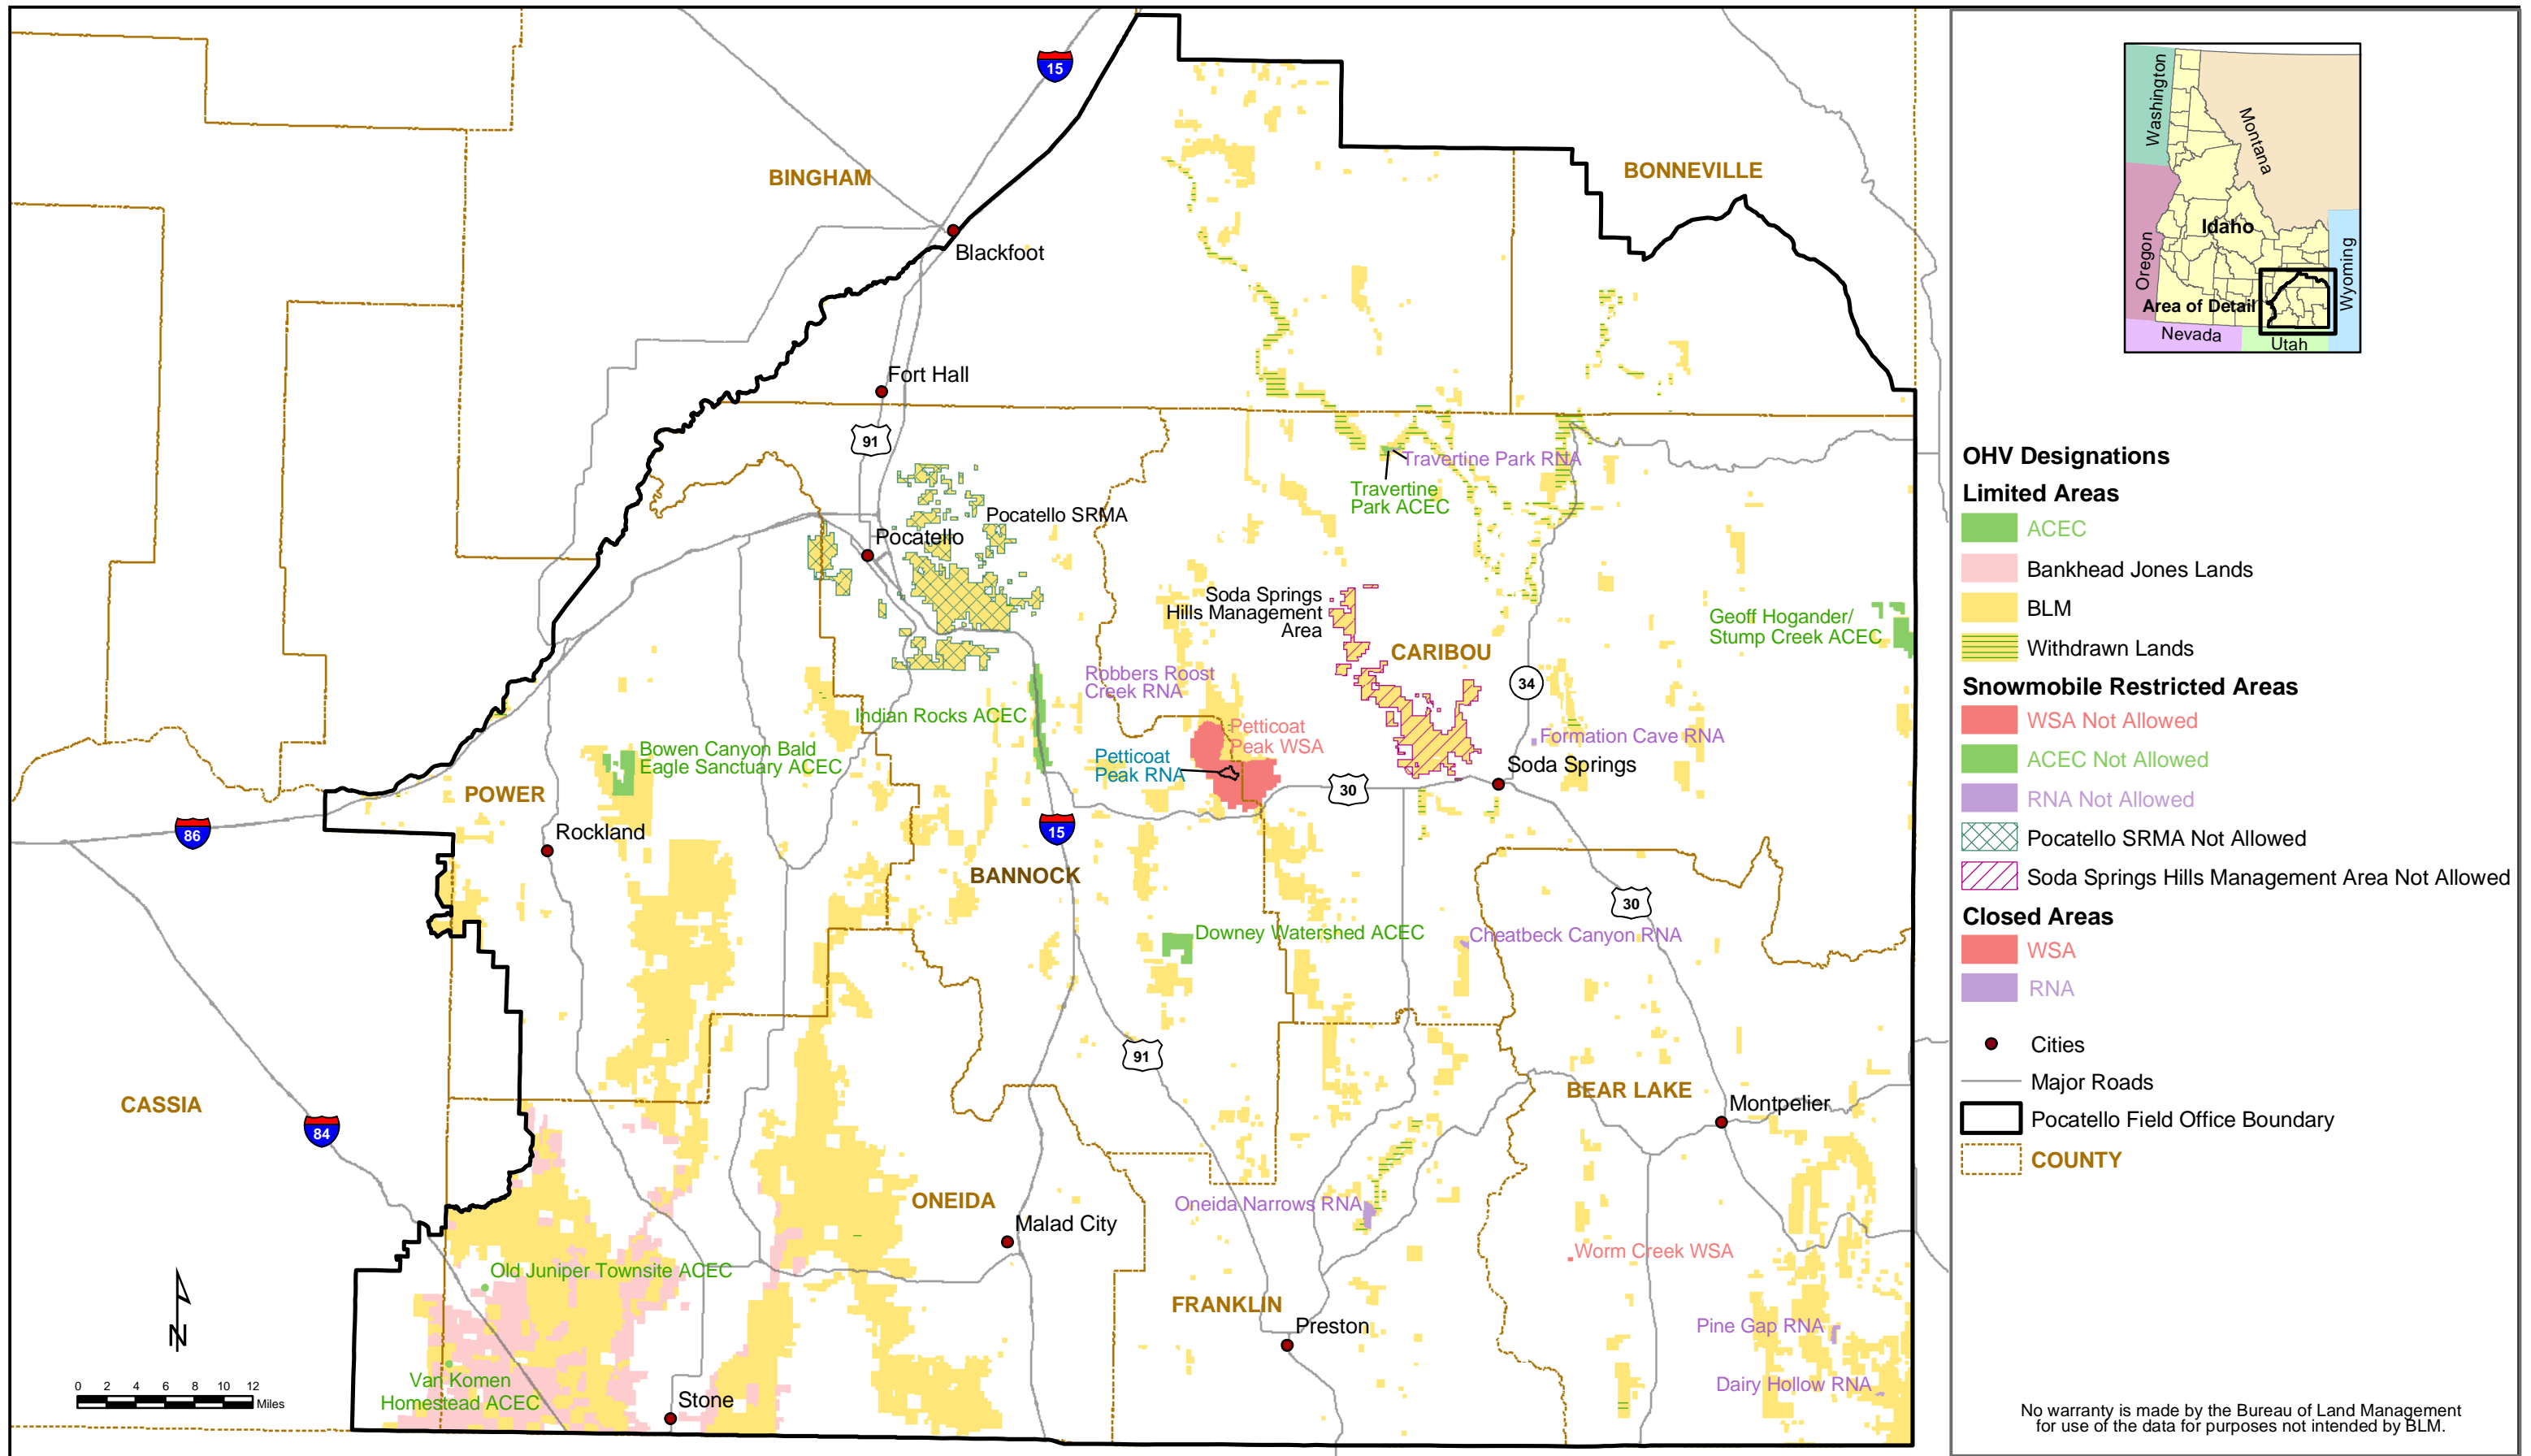 15
BINGHAM
BONNEVILLE
Blackfoot
Fort Hall
91
Travertine Park RNA
Travertine
Park ACEC
Pocatello SRMA
Pocatello
Soda Springs
Hills Management
Area
Geoff Hogander/
Stump Creek ACEC
CARIBOU
Robbers Roost
Creek RNA
34
Indian Rocks ACEC
Petticoat
Peak WSA
Formation Cave RNA
Bowen Canyon Bald
Eagle Sanctuary ACEC
Petticoat
Peak RNA
Soda Springs
POWER
30
86
Rockland
15
BANNOCK
30
Downey Watershed ACEC
Cheatbeck Canyon RNA
91
CASSIA
BEAR LAKE
Montpelier
84
ONEIDA
Oneida Narrows RNA
Malad City
Worm Creek WSA
Old Juniper Townsite ACEC
FRANKLIN
Preston
Pine Gap RNA
N
Van Komen
Homestead ACEC
Dairy Hollow RNA
Stone
0 2 4 6 8 10 12
Miles
Washington
Montana
Idaho
Oregon
Wyoming
Area of Detail
Nevada
Utah
OHV Designations
Limited Areas
ACEC
Bankhead Jones Lands
BLM
Withdrawn Lands
Snowmobile Restricted Areas
WSA Not Allowed
ACEC Not Allowed
RNA Not Allowed
Pocatello SRMA Not Allowed
Soda Springs Hills Management Area Not Allowed
Closed Areas
WSA
RNA
Cities
Major Roads
Pocatello Field Office Boundary
COUNTY
No warranty is made by the Bureau of Land Management
for use of the data for purposes not intended by BLM.